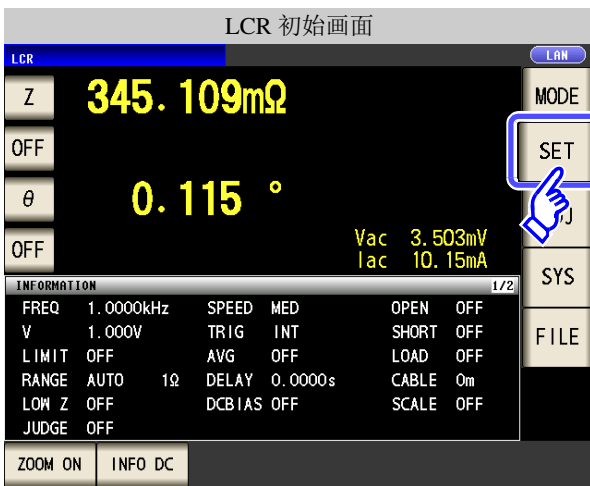 LCR 初始画面
LCR
LAN
Z 345.109mΩ
MODE
OFF
SET
θ 0.115 °
OFF
Vac 3.503mV
Iac 10.15mA
SYS
INFORMATION 1/2
FREQ 1.0000kHz SPEED MED OPEN OFF
V 1.000V TRIG INT SHORT OFF
FILE
LIMIT OFF AVG OFF LOAD OFF
RANGE AUTO 1Ω DELAY 0.0000s CABLE 0m
LOW Z OFF DCBIAS OFF SCALE OFF
JUDGE OFF
ZOOM ON INFO DC